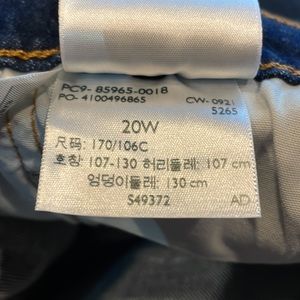 PC9- 85965-0018
PO- 4100496865 CW- 0921
5265
20W
尺码: 170/106C
호칭: 107-130 허리둘레: 107 cm
엉덩이둘레: 130 cm
S49372 AD